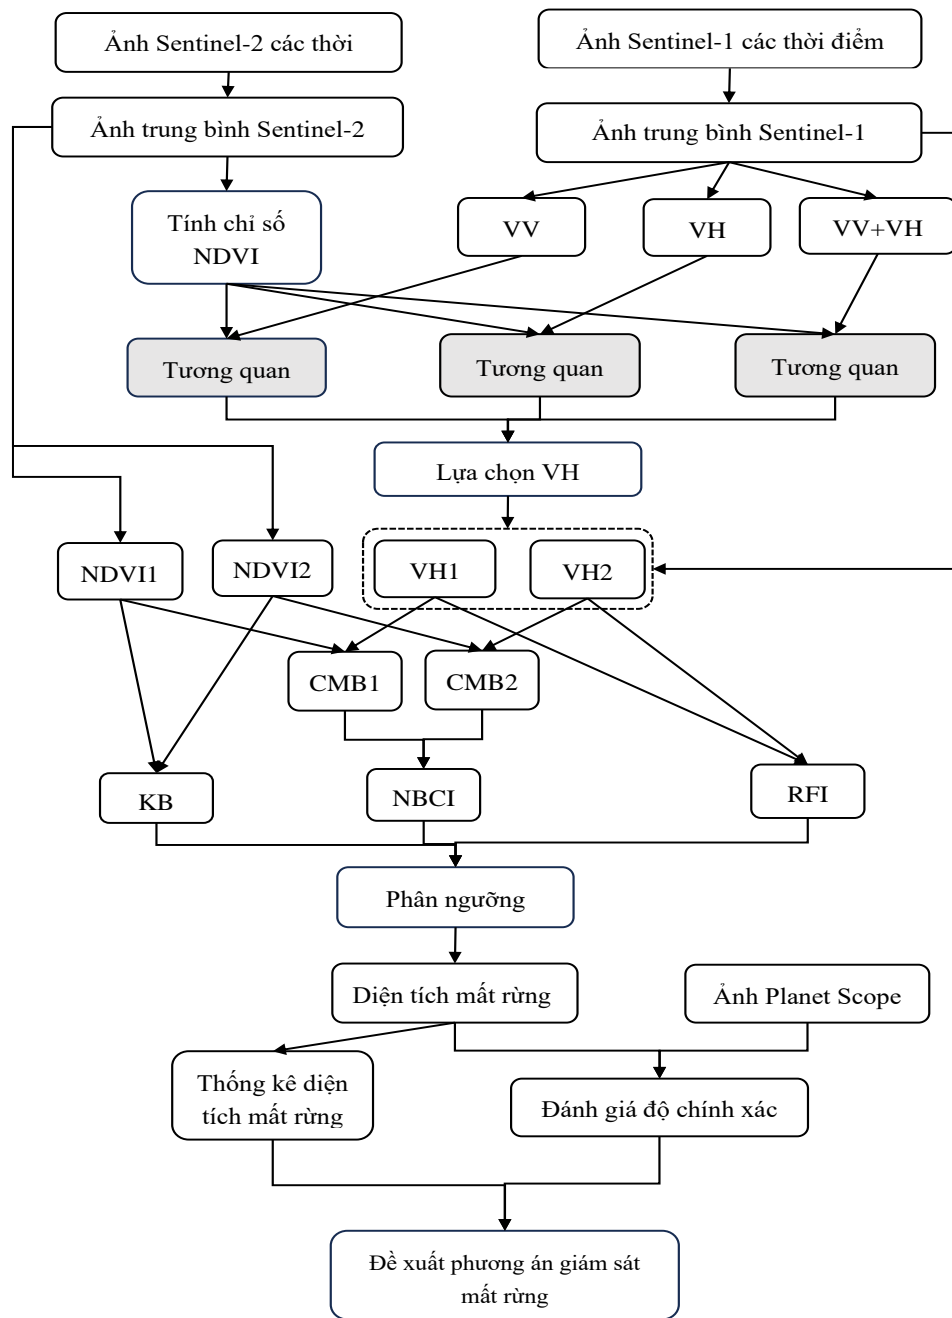 Ảnh Sentinel-2 các thời
Ảnh Sentinel-1 các thời điểm
Ảnh trung bình Sentinel-2
Ảnh trung bình Sentinel-1
Tính chỉ số
NDVI
VV
VH
VV+VH
Tương quan
Tương quan
Tương quan
Lựa chọn VH
NDVI1
NDVI2
VH1
VH2
CMB1
CMB2
KB
NBCI
RFI
Phân ngưỡng
Diện tích mất rừng
Ảnh Planet Scope
Thống kê diện
tích mất rừng
Đánh giá độ chính xác
Đề xuất phương án giám sát
mất rừng